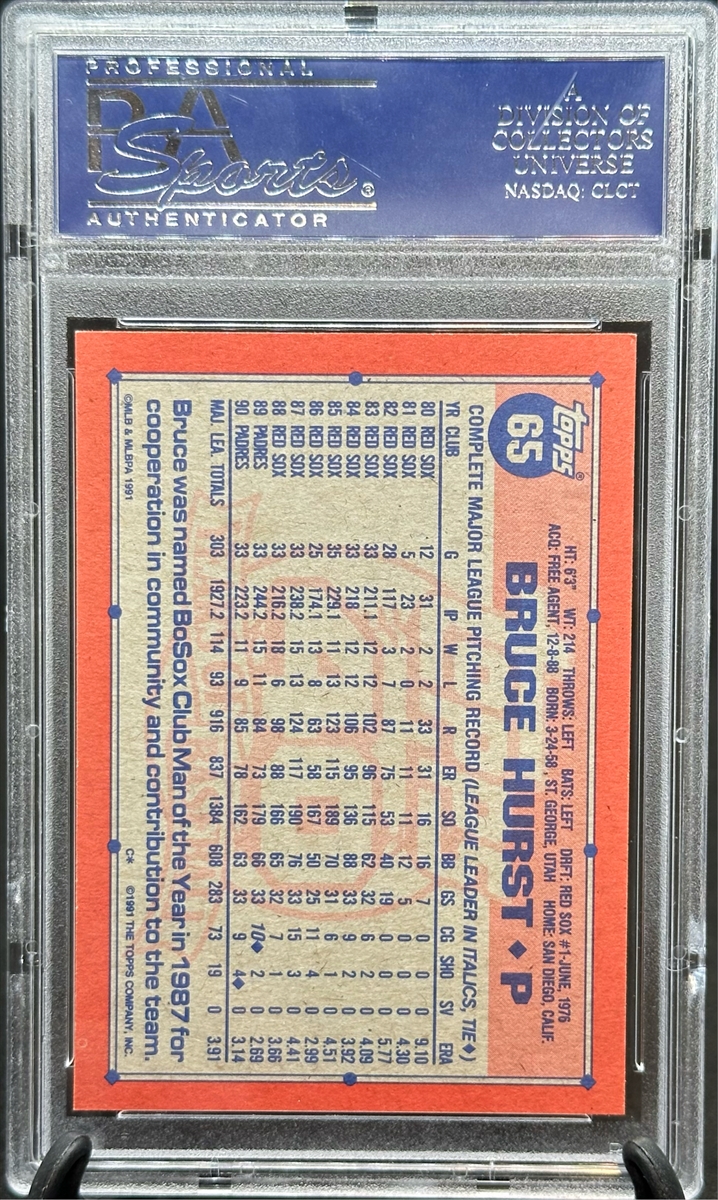 PROFESSIONAL
PSA
Sports®
AUTHENTICATOR
A
DIVISION OF
COLLECTORS
UNIVERSE
NASDAQ: CLCT
TOPPS®
65
HT: 6'3" WT: 214 THROWS: LEFT BATS: LEFT DRFT: RED SOX #1-JUNE, 1976
ACQ: FREE AGENT, 12-8-88 BORN: 3-24-58, ST. GEORGE, UTAH HOME: SAN DIEGO, CALIF.
BRUCE HURST ♦ P
COMPLETE MAJOR LEAGUE PITCHING RECORD (LEAGUE LEADER IN ITALICS, TIE♦)
YR CLUB G IP W L R ER SO BB GS CG SHO SV ERA
80 RED SOX 12 31 2 2 33 31 16 16 7 0 0 0 9.10
81 RED SOX 5 23 2 0 11 11 11 12 5 0 0 0 4.30
82 RED SOX 28 117 3 7 87 75 53 40 19 0 0 0 5.77
83 RED SOX 33 211.1 12 12 102 96 115 62 32 6 2 0 4.09
84 RED SOX 33 218 12 12 106 95 136 88 33 9 2 0 3.92
85 RED SOX 35 229.1 11 13 123 115 189 70 31 6 1 0 4.51
86 RED SOX 25 174.1 13 8 63 58 167 50 25 11 4 0 2.99
87 RED SOX 33 238.2 15 13 124 117 190 76 33 15 3 0 4.41
88 RED SOX 33 216.2 18 6 98 88 166 65 32 7 1 0 3.66
89 PADRES 33 244.2 15 11 84 73 179 66 33 10♦ 2 0 2.69
90 PADRES 33 223.2 11 9 85 78 162 63 33 9 4♦ 0 3.14
MAJ. LEA. TOTALS 303 1927.2 114 93 916 837 1384 608 283 73 19 0 3.91
Bruce was named BoSox Club Man of the Year in 1987 for
cooperation in community and contribution to the team.
©MLB & MLBPA 1991 C* ©1991 THE TOPPS COMPANY, INC.